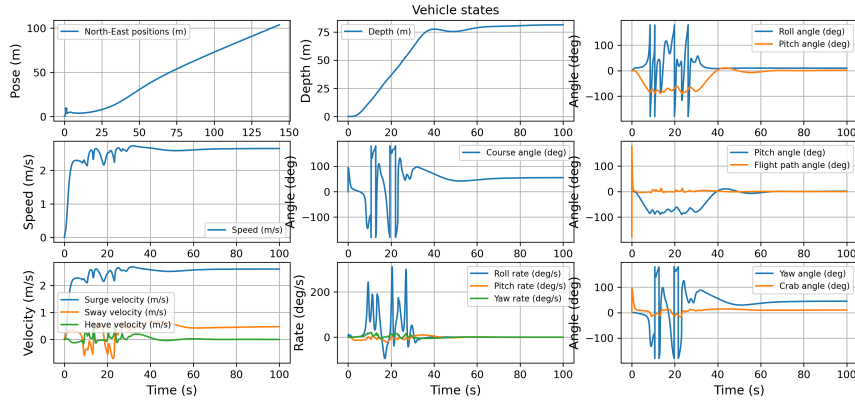 Vehicle states
Pose (m)
100
50
0
North-East positions (m)
0
25
50
75
100
125
150
Depth (m)
75
50
25
0
Depth (m)
0
20
40
60
80
100
Angle (deg)
100
0
−100
Roll angle (deg)
Pitch angle (deg)
0
20
40
60
80
100
Speed (m/s)
2
1
0
Speed (m/s)
0
20
40
60
80
100
Angle (deg)
100
0
−100
Course angle (deg)
0
20
40
60
80
100
Angle (deg)
100
0
−100
Pitch angle (deg)
Flight path angle (deg)
0
20
40
60
80
100
Velocity (m/s)
2
1
0
Surge velocity (m/s)
Sway velocity (m/s)
Heave velocity (m/s)
0
20
40
60
80
100
Time (s)
Rate (deg/s)
200
100
0
Roll rate (deg/s)
Pitch rate (deg/s)
Yaw rate (deg/s)
0
20
40
60
80
100
Time (s)
Angle (deg)
100
0
−100
Yaw angle (deg)
Crab angle (deg)
0
20
40
60
80
100
Time (s)